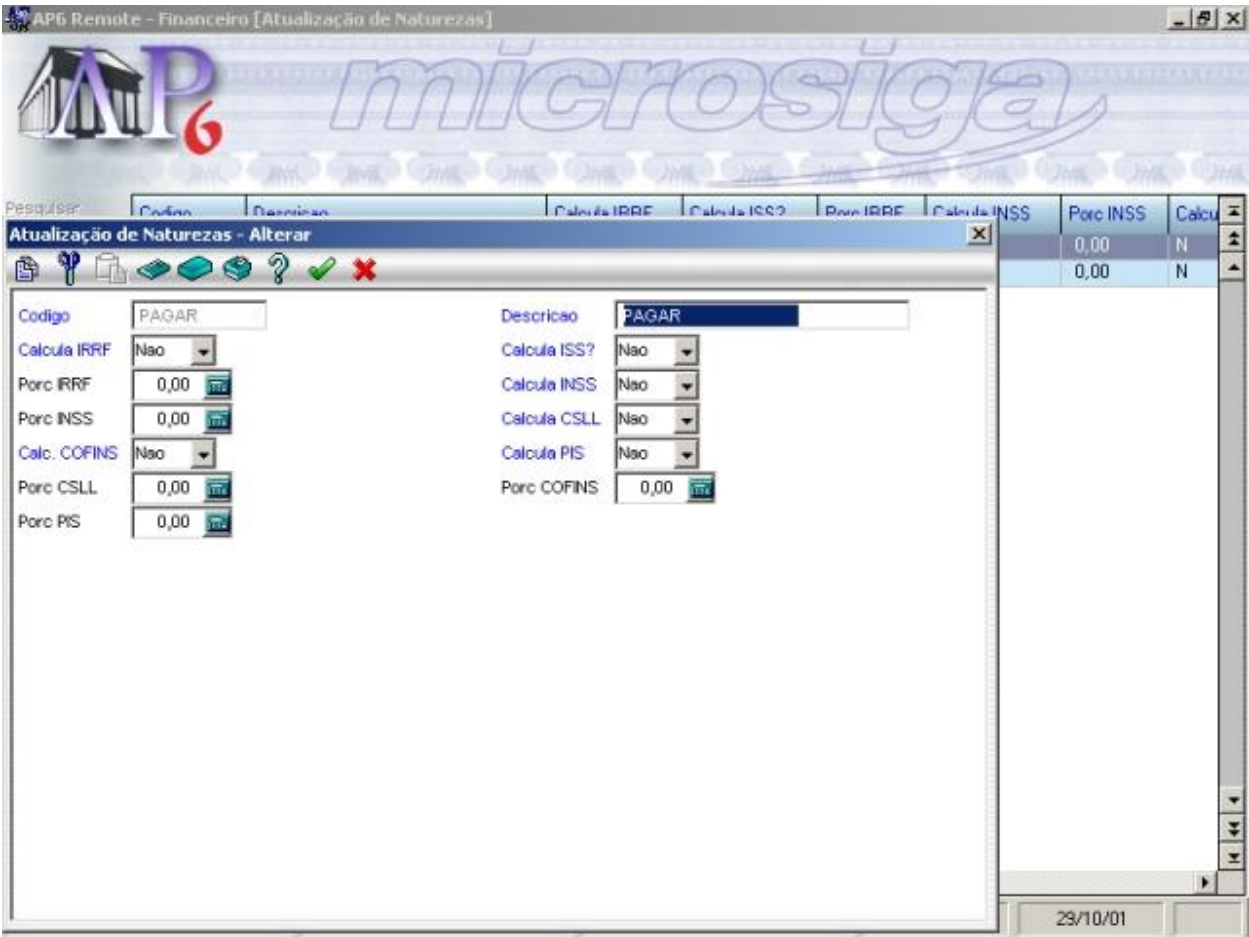 AP6 Remote - Financeiro [Atualização de Naturezas]
AP6 microsiga
Pesquisar Codigo Descricao Calcula IRRF Calcula ISS? Porc IRRF Calcula INSS Porc INSS Calcu
Atualização de Naturezas - Alterar
0,00 N
0,00 N
Codigo PAGAR Descricao PAGAR
Calcula IRRF Nao Calcula ISS? Nao
Porc IRRF 0,00 Calcula INSS Nao
Porc INSS 0,00 Calcula CSLL Nao
Calc. COFINS Nao Calcula PIS Nao
Porc CSLL 0,00 Porc COFINS 0,00
Porc PIS 0,00
29/10/01